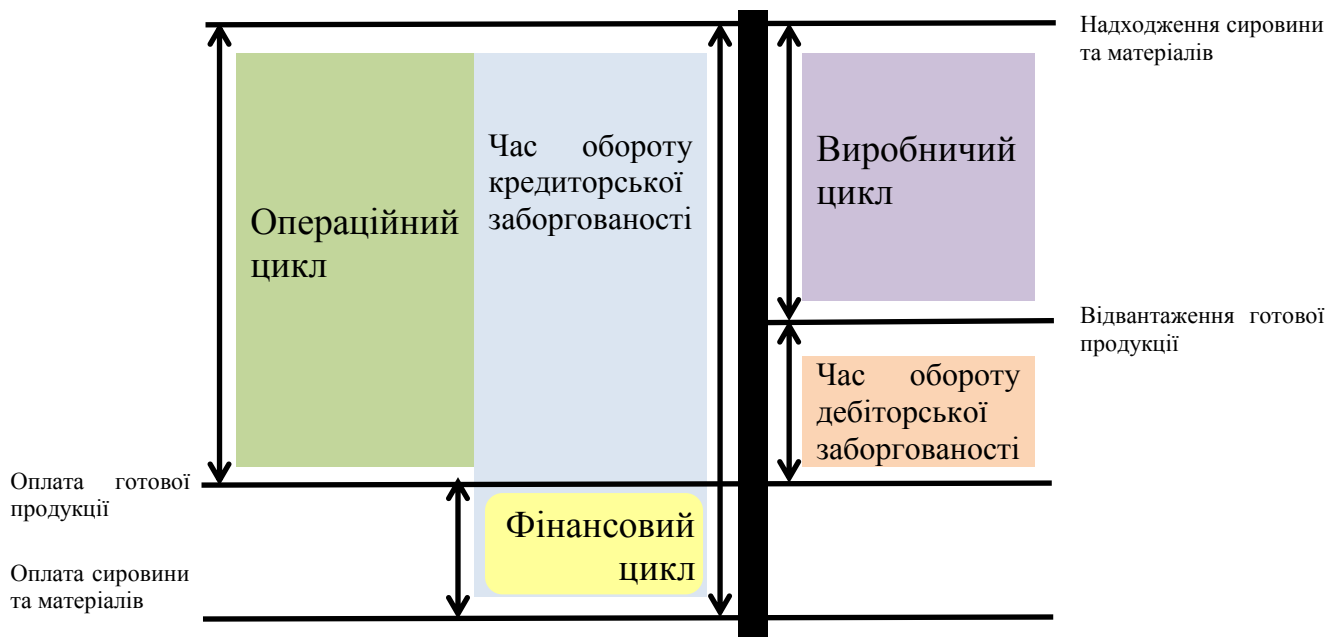 Надходження сировини
та матеріалів
Час обороту
кредиторської
заборгованості
Виробничий
цикл
Операційний
цикл
Відвантаження готової
продукції
Час обороту
дебіторської
заборгованості
Оплата готової
продукції
Фінансовий
цикл
Оплата сировини
та матеріалів